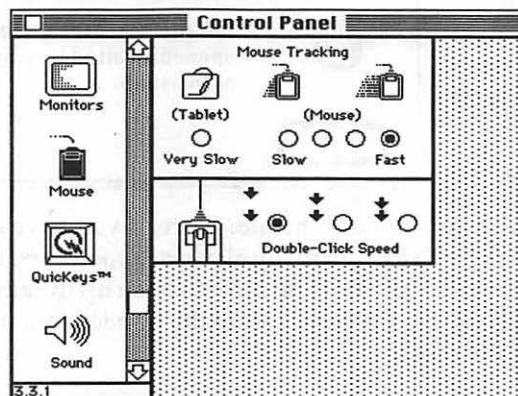 Control Panel
Monitors
Mouse
QuicKeys™
Sound
3.3.1
Mouse Tracking
(Tablet) (Mouse)
Very Slow Slow Fast
Double-Click Speed